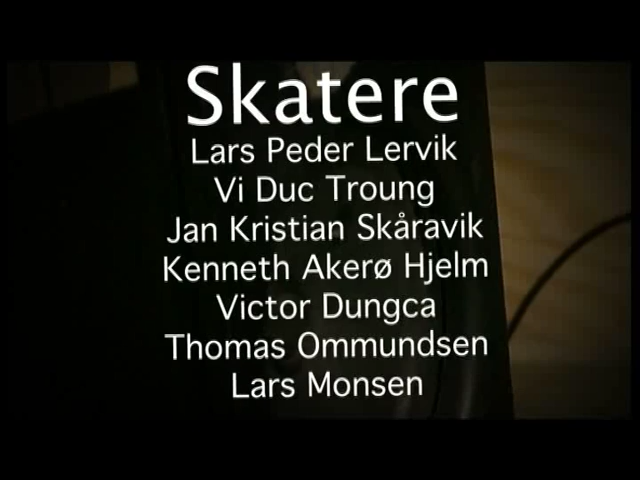 Skatere
Lars Peder Lervik
Vi Duc Troung
Jan Kristian Skåravik
Kenneth Akerø Hjelm
Victor Dungca
Thomas Ommundsen
Lars Monsen